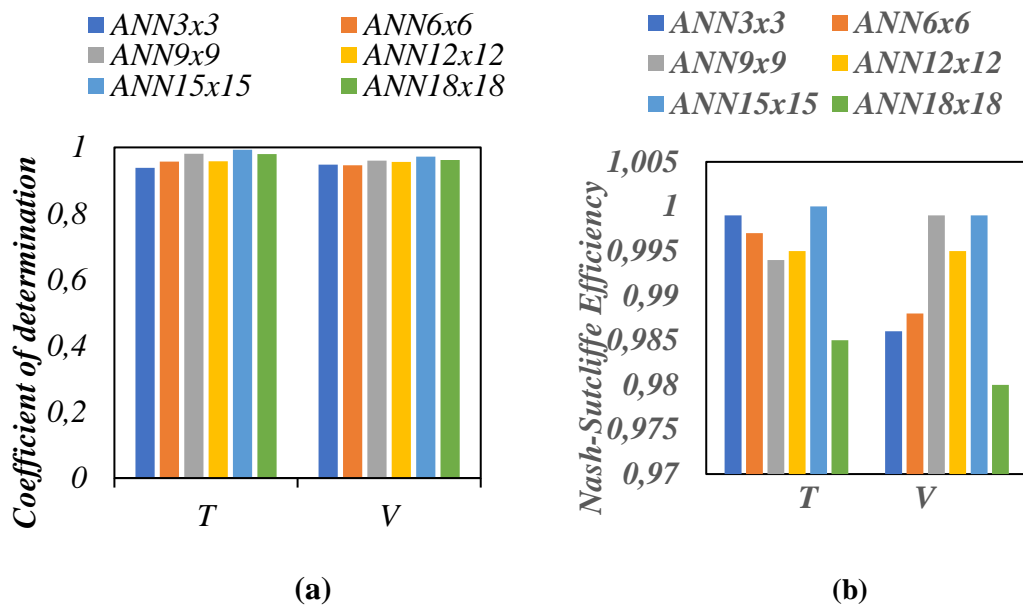 ANN3x3 ANN6x6
ANN9x9 ANN12x12
ANN15x15 ANN18x18
Coefficient of determination
1
0,8
0,6
0,4
0,2
0
T V
(a)
ANN3x3 ANN6x6
ANN9x9 ANN12x12
ANN15x15 ANN18x18
Nash-Sutcliffe Efficiency
1,005
1
0,995
0,99
0,985
0,98
0,975
0,97
T V
(b)